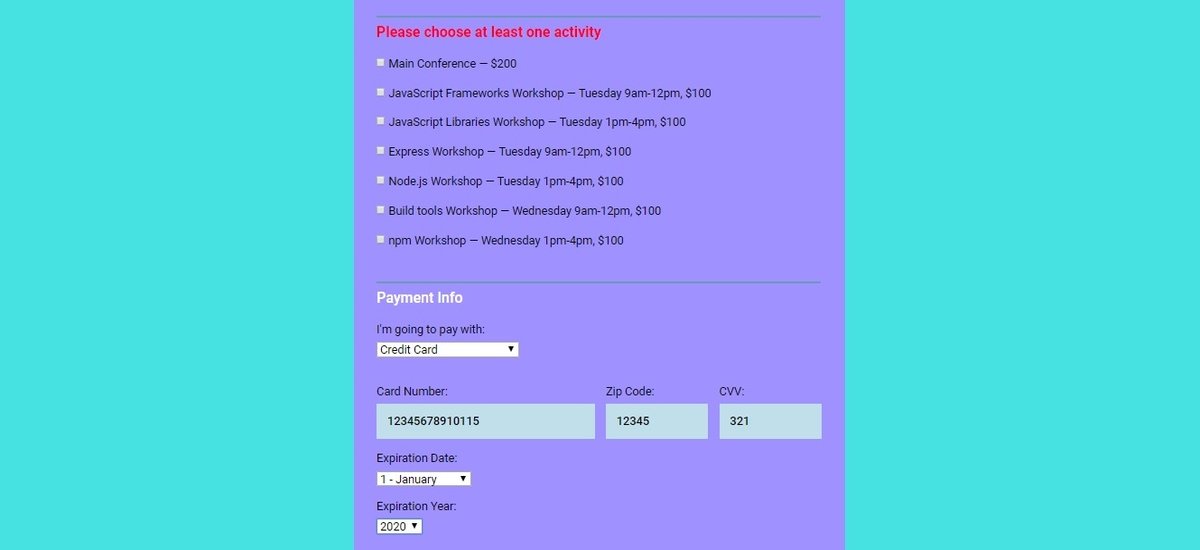 Please choose at least one activity
Main Conference — $200
JavaScript Frameworks Workshop — Tuesday 9am-12pm, $100
JavaScript Libraries Workshop — Tuesday 1pm-4pm, $100
Express Workshop — Tuesday 9am-12pm, $100
Node.js Workshop — Tuesday 1pm-4pm, $100
Build tools Workshop — Wednesday 9am-12pm, $100
npm Workshop — Wednesday 1pm-4pm, $100
Payment Info
I'm going to pay with:
Credit Card
Card Number: Zip Code: CVV:
12345678910115 12345 321
Expiration Date:
1 - January
Expiration Year:
2020